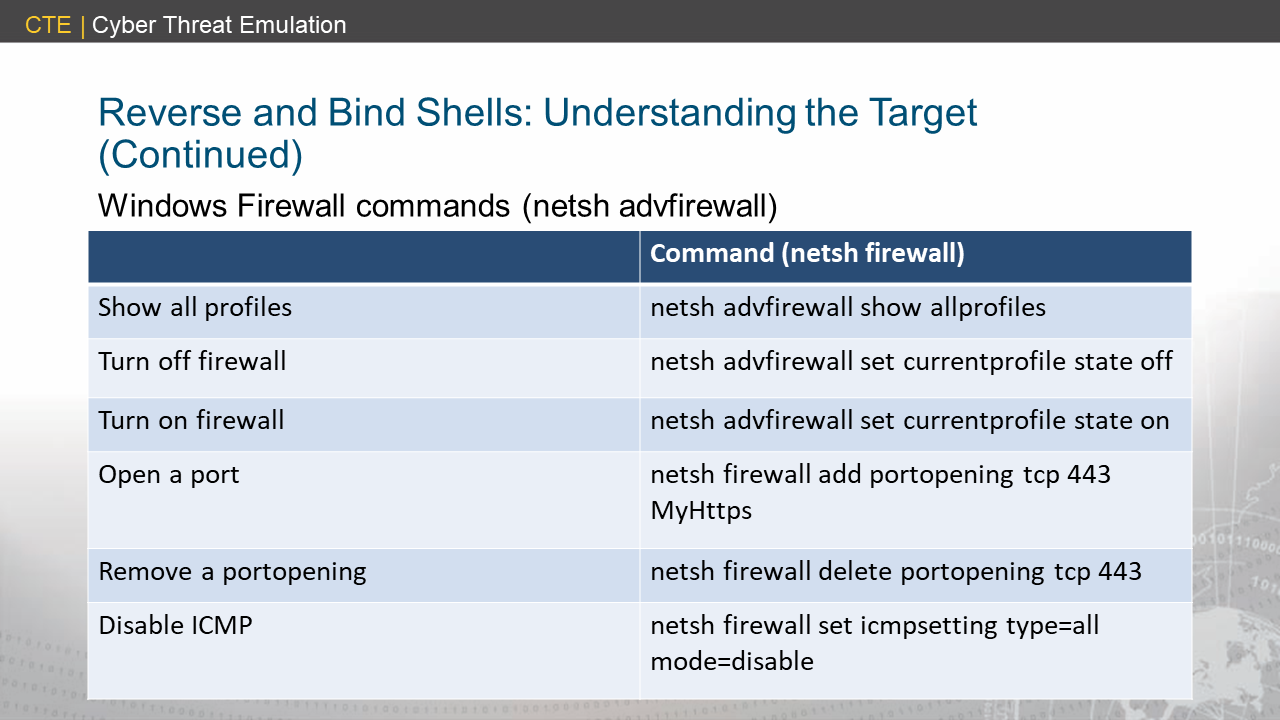 CTE | Cyber Threat Emulation
Reverse and Bind Shells: Understanding the Target
(Continued)
Windows Firewall commands (netsh advfirewall)
Command (netsh firewall)
Show all profiles
netsh advfirewall show allprofiles
Turn off firewall
netsh advfirewall set currentprofile state off
Turn on firewall
netsh advfirewall set currentprofile state on
Open a port
netsh firewall add portopening tcp 443
MyHttps
Remove a portopening
netsh firewall delete portopening tcp 443
Disable ICMP
netsh firewall set icmpsetting type=all
mode=disable